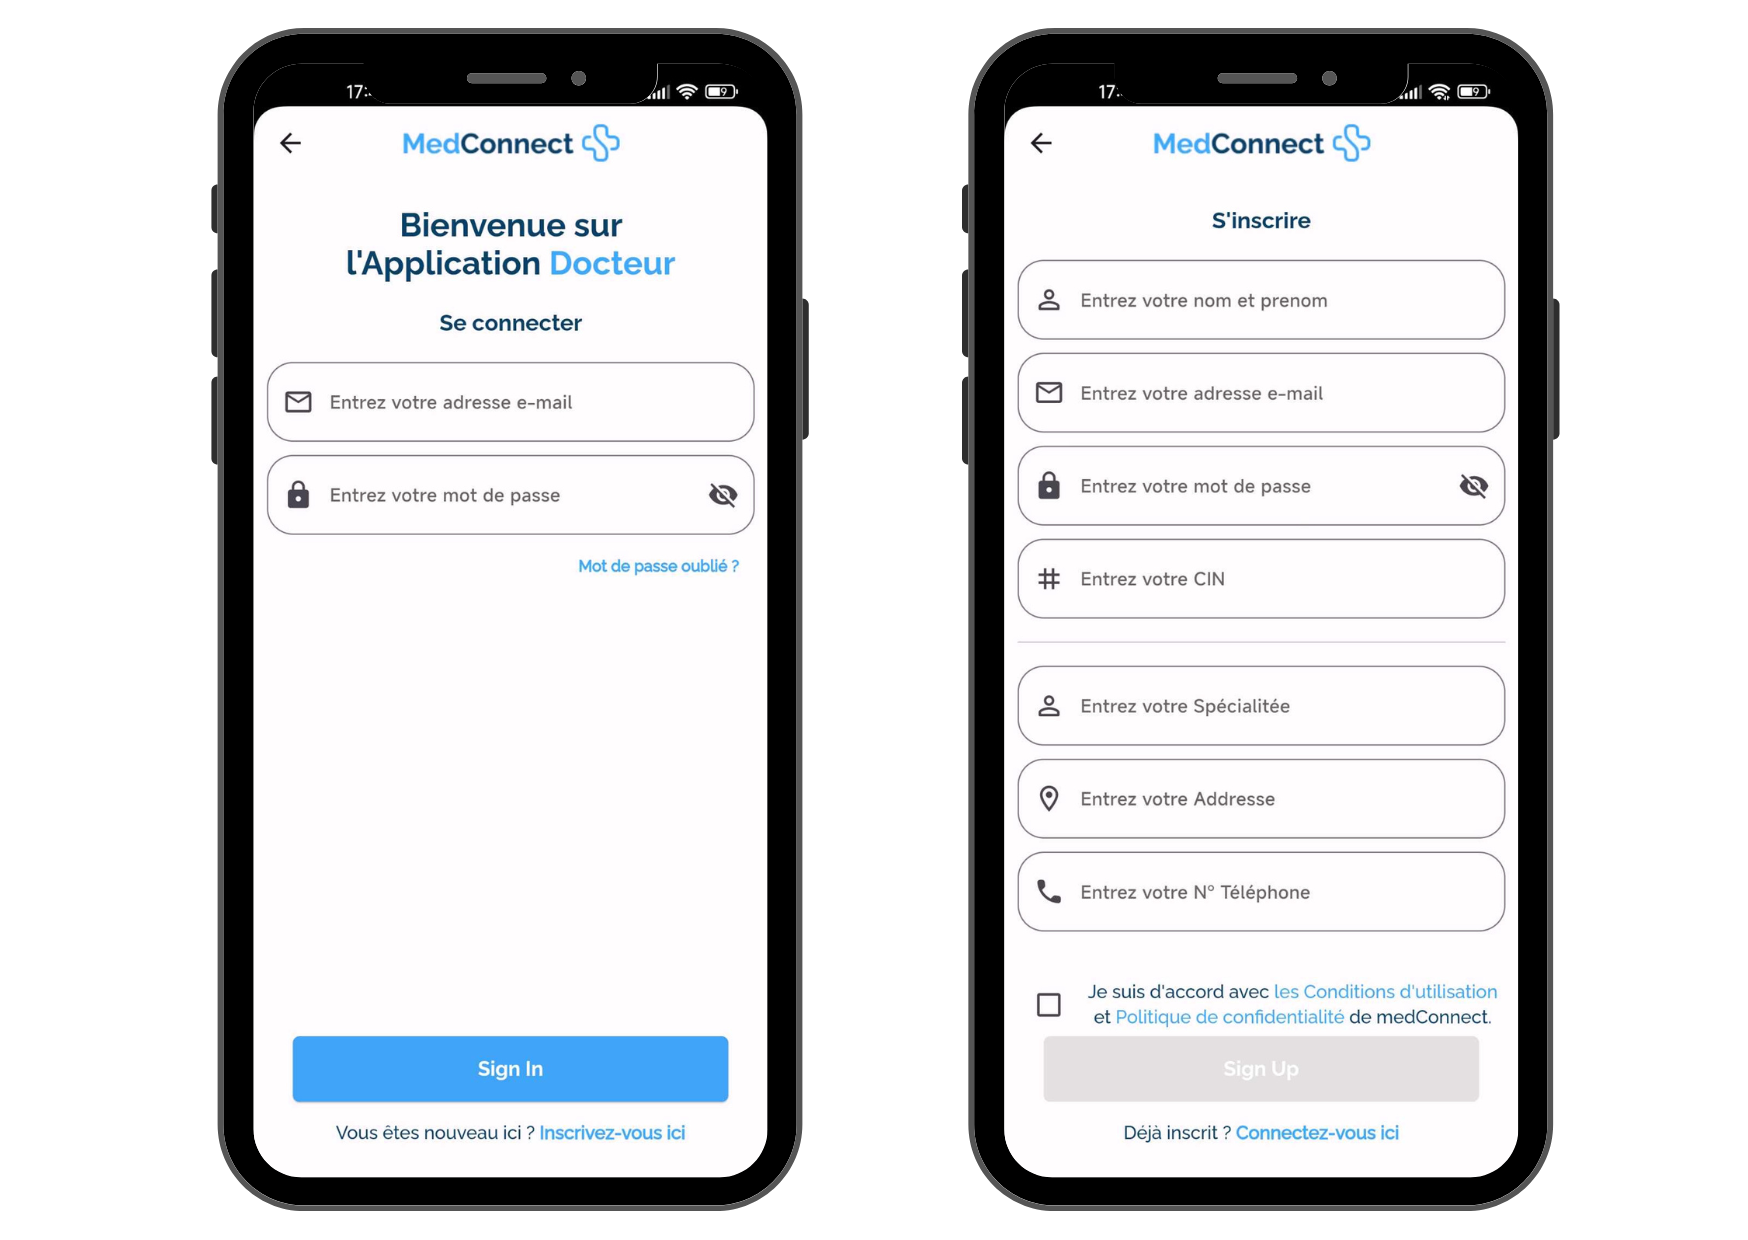 17:
9
MedConnect
Bienvenue sur
l'Application Docteur
Se connecter
Entrez votre adresse e-mail
Entrez votre mot de passe
Mot de passe oublié ?
Sign In
Vous êtes nouveau ici ? Inscrivez-vous ici
17:
9
MedConnect
S'inscrire
Entrez votre nom et prenom
Entrez votre adresse e-mail
Entrez votre mot de passe
Entrez votre CIN
Entrez votre Spécialitée
Entrez votre Addresse
Entrez votre N° Téléphone
Je suis d'accord avec les Conditions d'utilisation
et Politique de confidentialité de medConnect.
Sign Up
Déjà inscrit ? Connectez-vous ici